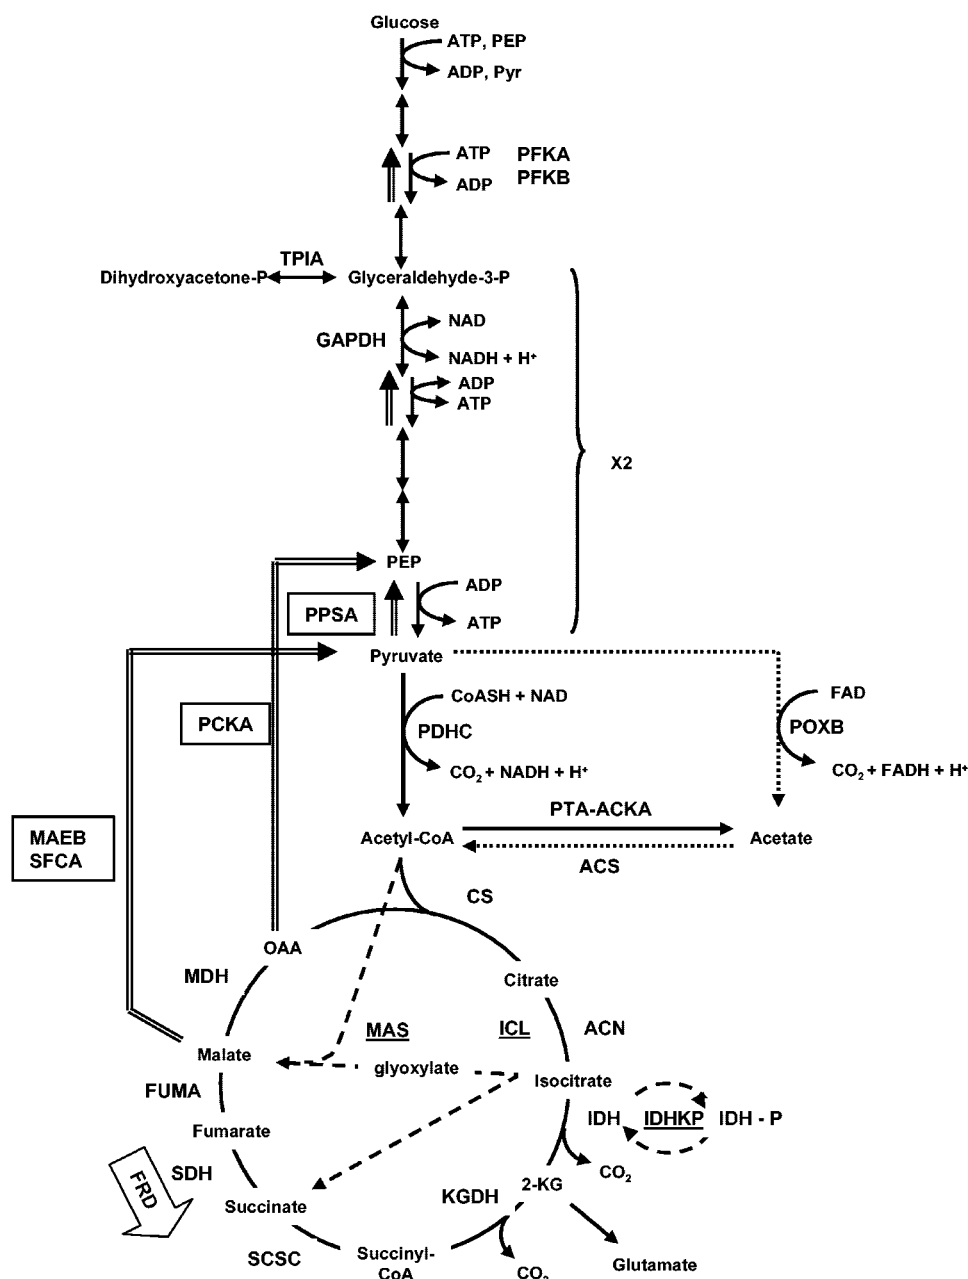 Glucose
ATP, PEP
ADP, Pyr
ATP
PFKA
ADP
PFKB
TPIA
Dihydroxyacetone-P
Glyceraldehyde-3-P
NAD
GAPDH
NADH + H⁺
ADP
ATP
X2
PEP
ADP
PPSA
ATP
Pyruvate
CoASH + NAD
FAD
PCKA
PDHC
POXB
CO₂ + NADH + H⁺
CO₂ + FADH + H⁺
PTA-ACKA
MAEB
SFCA
Acetyl-CoA
Acetate
ACS
CS
OAA
MDH
Citrate
MAS
ICL
ACN
Malate
glyoxylate
Isocitrate
FUMA
IDH
IDHKP
IDH - P
Fumarate
CO₂
FRD
SDH
2-KG
KGDH
Succinate
SCSC
Succinyl-
CoA
Glutamate
CO₂